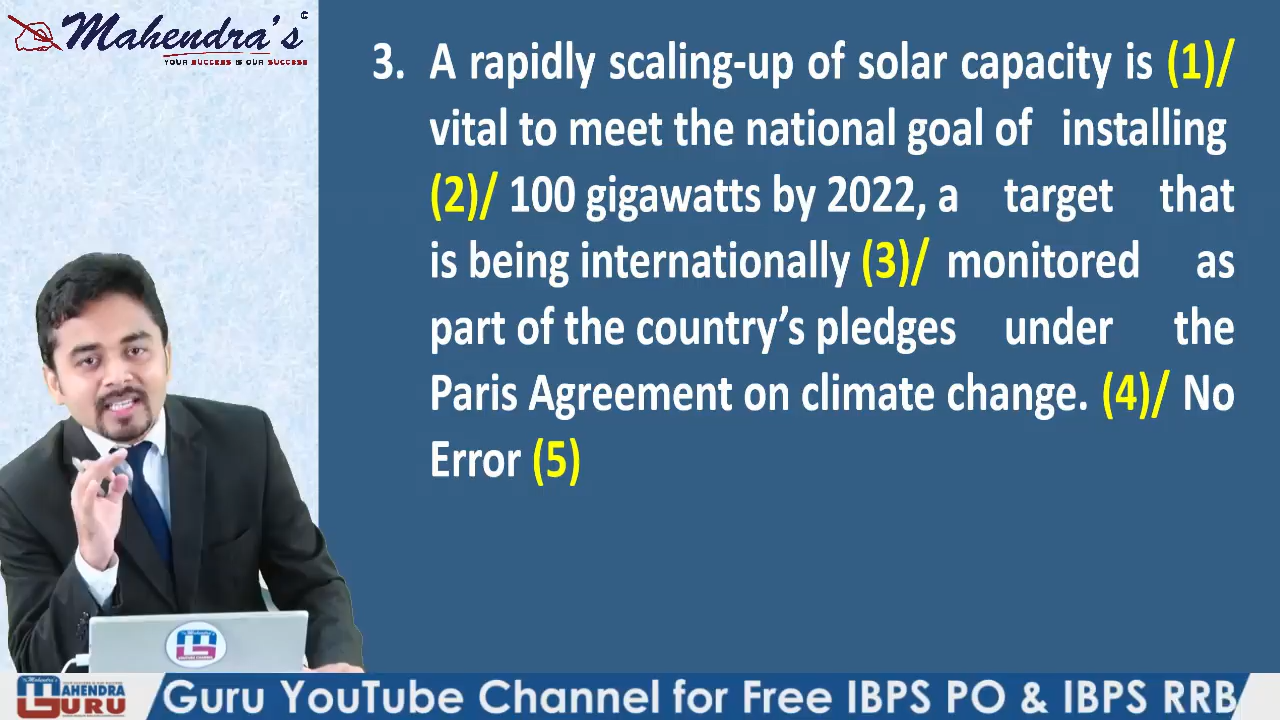 Mahendra's
YOUR SUCCESS IS OUR SUCCESS
3. A rapidly scaling-up of solar capacity is (1)/
vital to meet the national goal of installing
(2)/ 100 gigawatts by 2022, a target that
is being internationally (3)/ monitored as
part of the country's pledges under the
Paris Agreement on climate change. (4)/ No
Error (5)
MAHENDRA
GURU
Guru YouTube Channel for Free IBPS PO & IBPS RRB